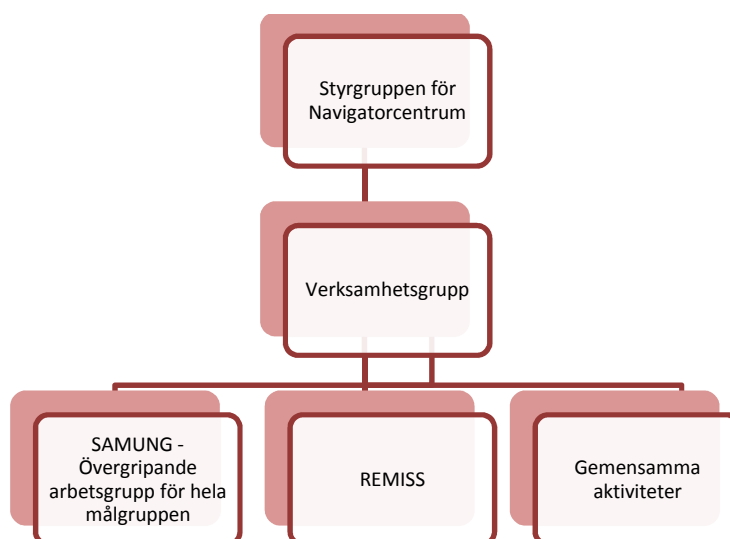 Styrgruppen för
Navigatorcentrum
Verksamhetsgrupp
SAMUNG -
Övergripande
arbetsgrupp för hela
målgruppen
REMISS
Gemensamma
aktiviteter